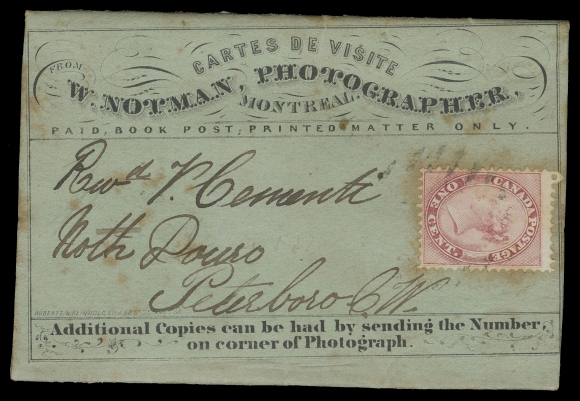 CARTES DE VISITE
FROM
W. NOTMAN, PHOTOGRAPHER,
MONTREAL.
PAID, BOOK POST; PRINTED MATTER ONLY.
Revd V. Clementi
Noth Douro
Peterboro C.W.
CANADA POSTAGE
ONE CENT
Additional Copies can be had by sending the Number,
on corner of Photograph.